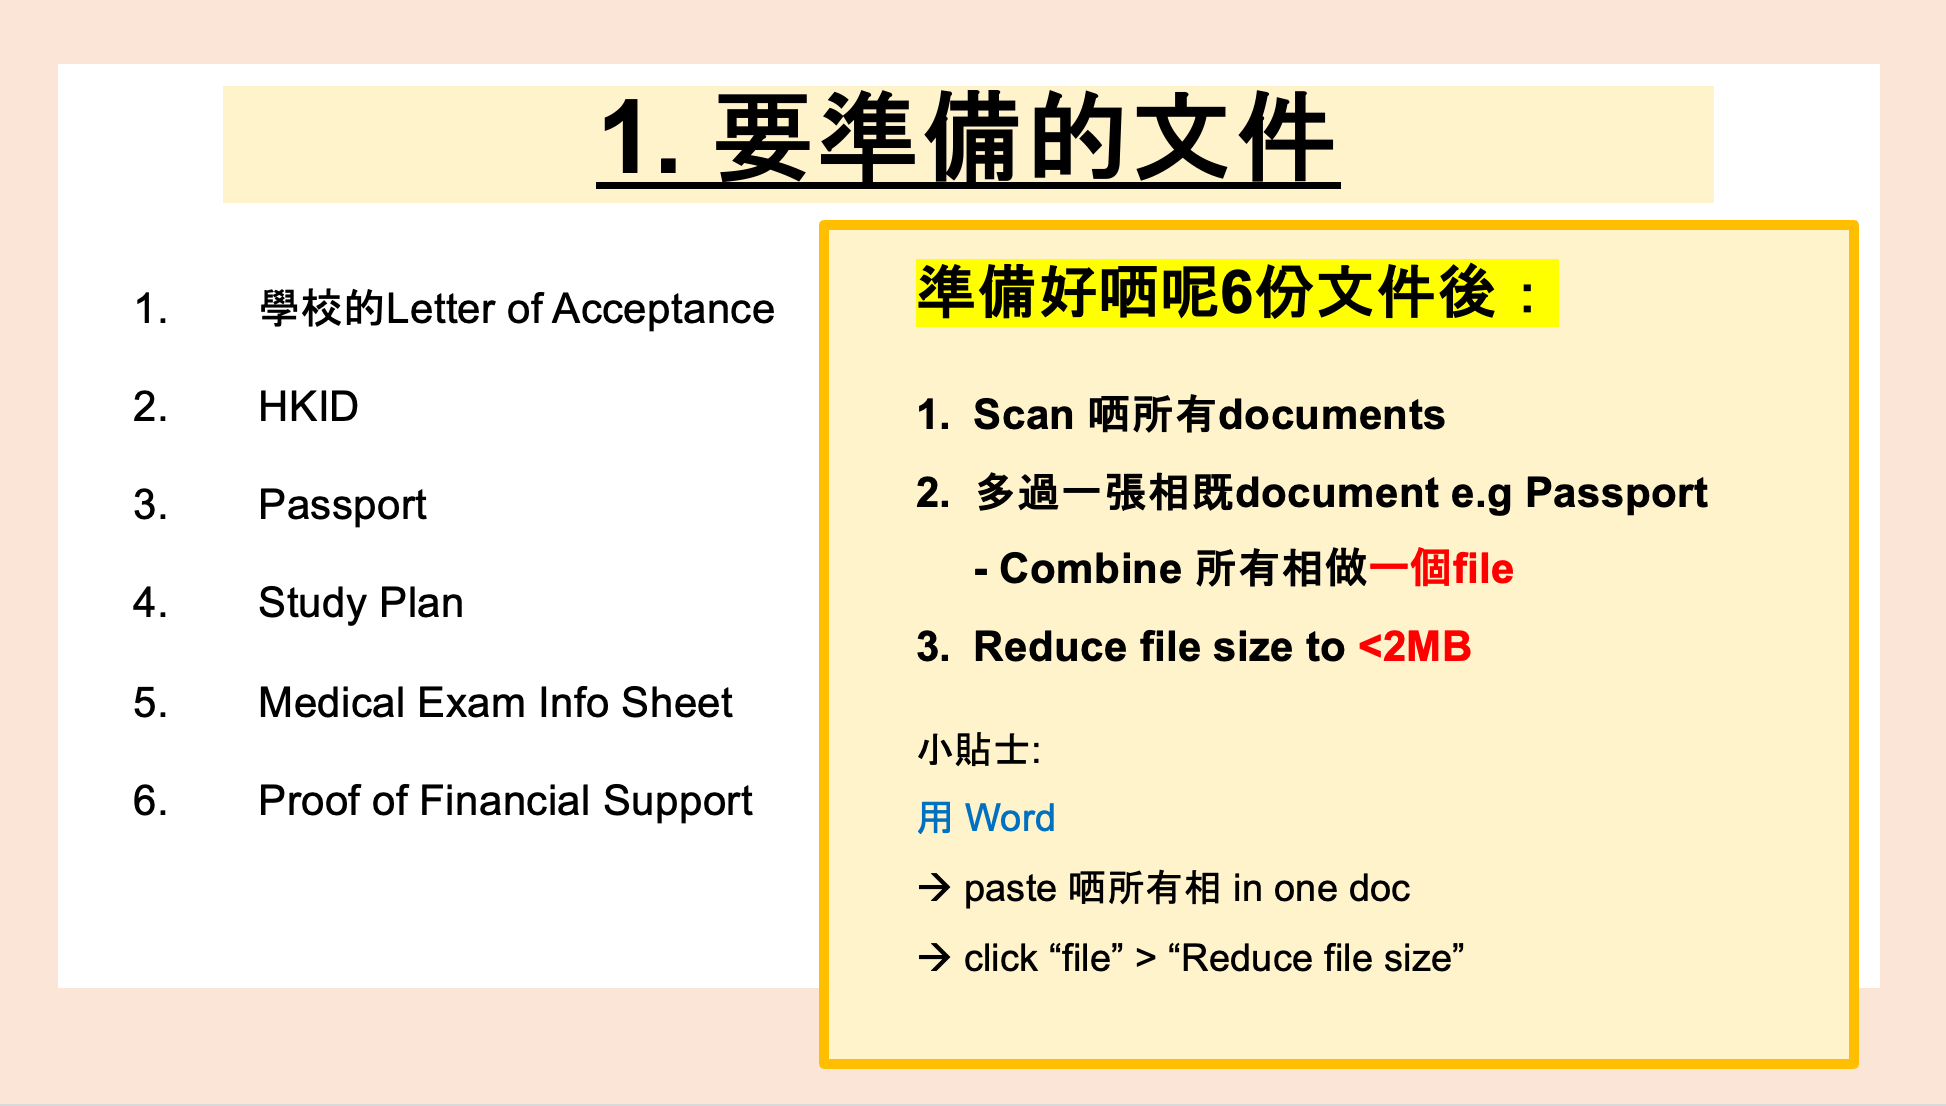 1. 要準備的文件
1. 學校的Letter of Acceptance
2. HKID
3. Passport
4. Study Plan
5. Medical Exam Info Sheet
6. Proof of Financial Support
準備好哂呢6份文件後：
1. Scan 哂所有documents
2. 多過一張相既document e.g Passport
- Combine 所有相做一個file
3. Reduce file size to <2MB
小貼士:
用 Word
→ paste 哂所有相 in one doc
→ click “file” > “Reduce file size”